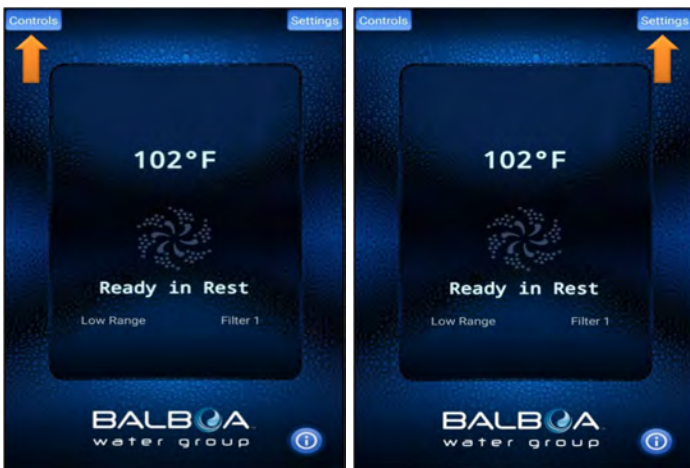 Controls Settings
102°F
Ready in Rest
Low Range Filter 1
BALBOA
water group
Controls Settings
102°F
Ready in Rest
Low Range Filter 1
BALBOA
water group